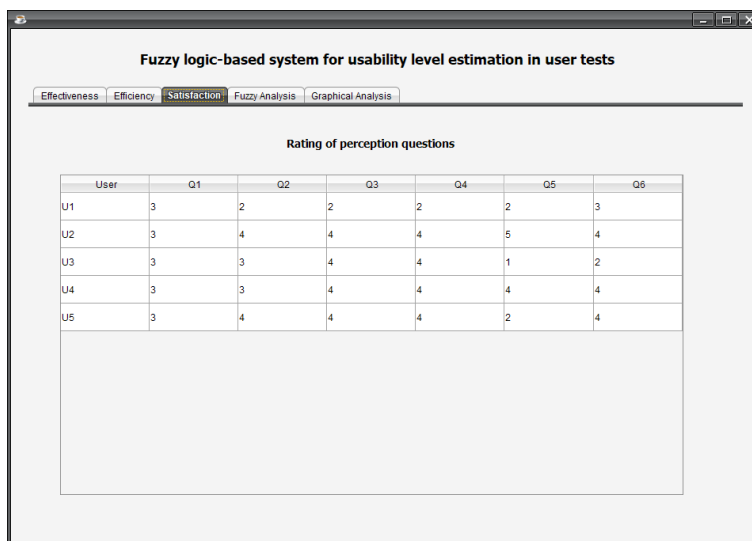 Fuzzy logic-based system for usability level estimation in user tests
Effectiveness Efficiency Satisfaction Fuzzy Analysis Graphical Analysis
Rating of perception questions
User Q1 Q2 Q3 Q4 Q5 Q6
U1 3 2 2 2 2 3
U2 3 4 4 4 5 4
U3 3 3 4 4 1 2
U4 3 3 4 4 4 4
U5 3 4 4 4 2 4